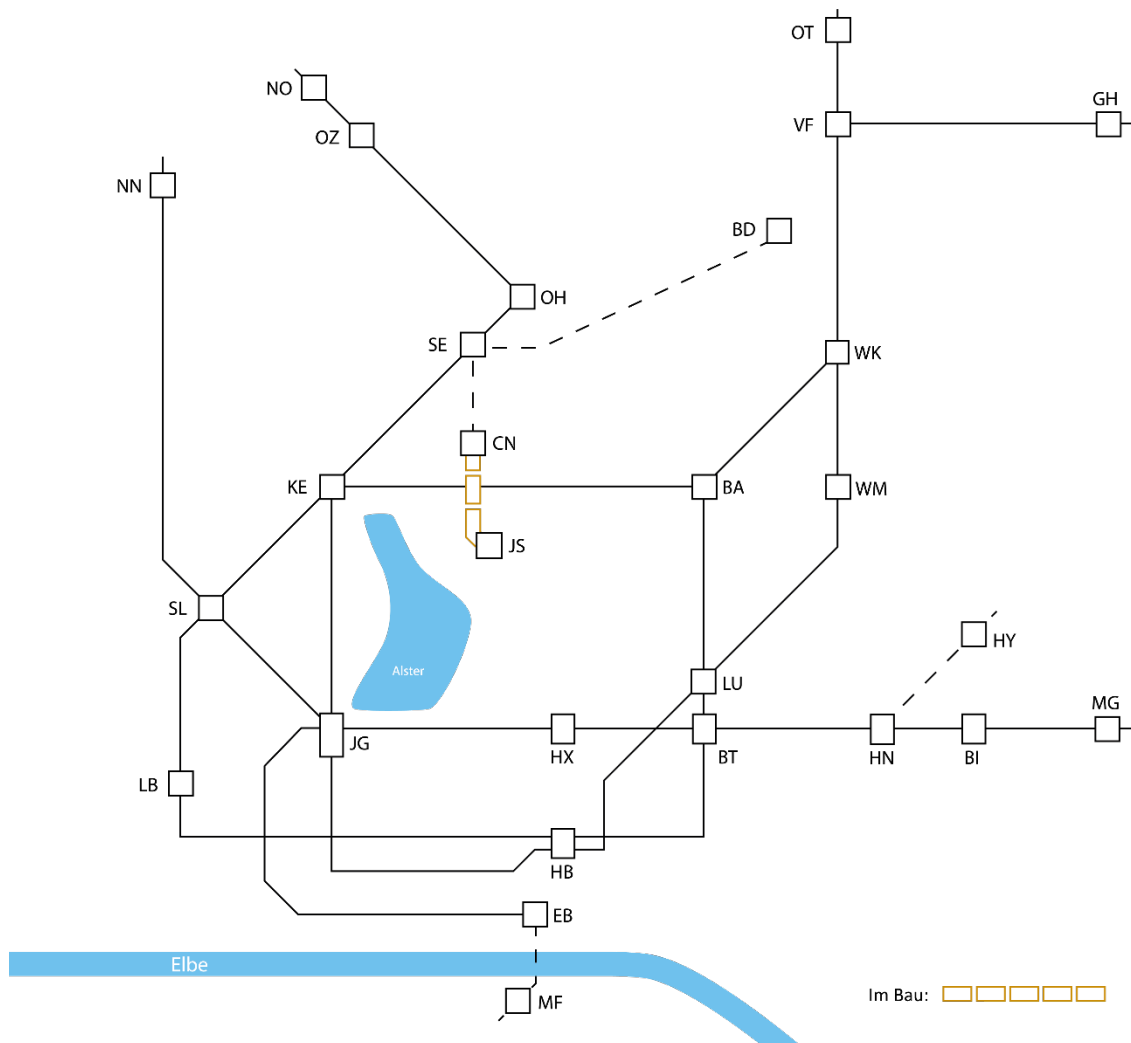 OT
NO
GH
VF
OZ
NN
BD
OH
SE
WK
CN
KE
BA
WM
JS
SL
HY
Alster
LU
MG
JG
HX
BT
HN
BI
LB
HB
EB
Elbe
MF
Im Bau: